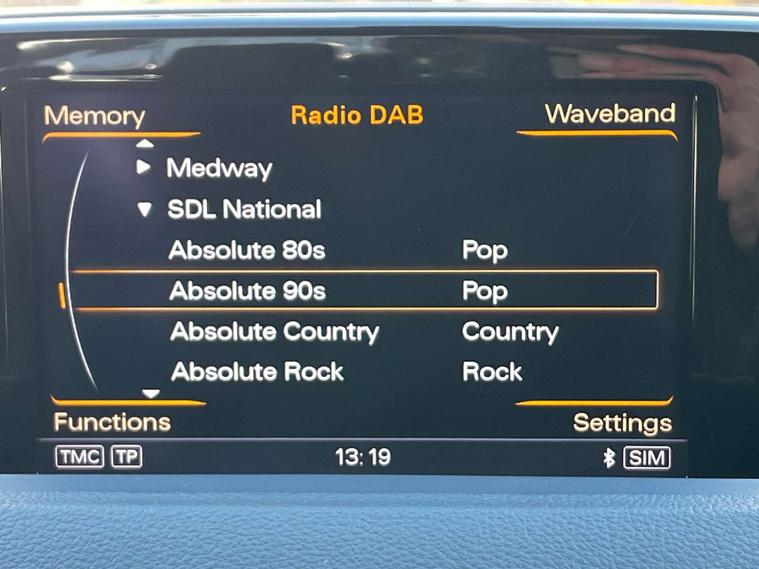 Memory Radio DAB Waveband
Medway
SDL National
Absolute 80s Pop
Absolute 90s Pop
Absolute Country Country
Absolute Rock Rock
Functions Settings
TMC TP 13:19 SIM